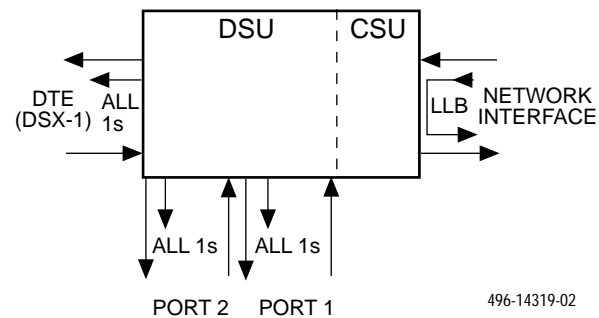 DSU CSU
DTE
(DSX-1)
ALL
1s
LLB
NETWORK
INTERFACE
ALL 1s ALL 1s
PORT 2 PORT 1
496-14319-02